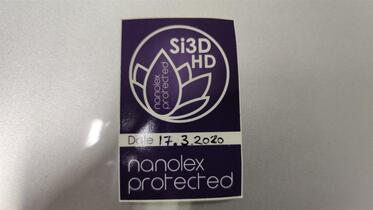 Si3D
HD
nanolex
protected
Date 17.3.2020
nanolex
protected